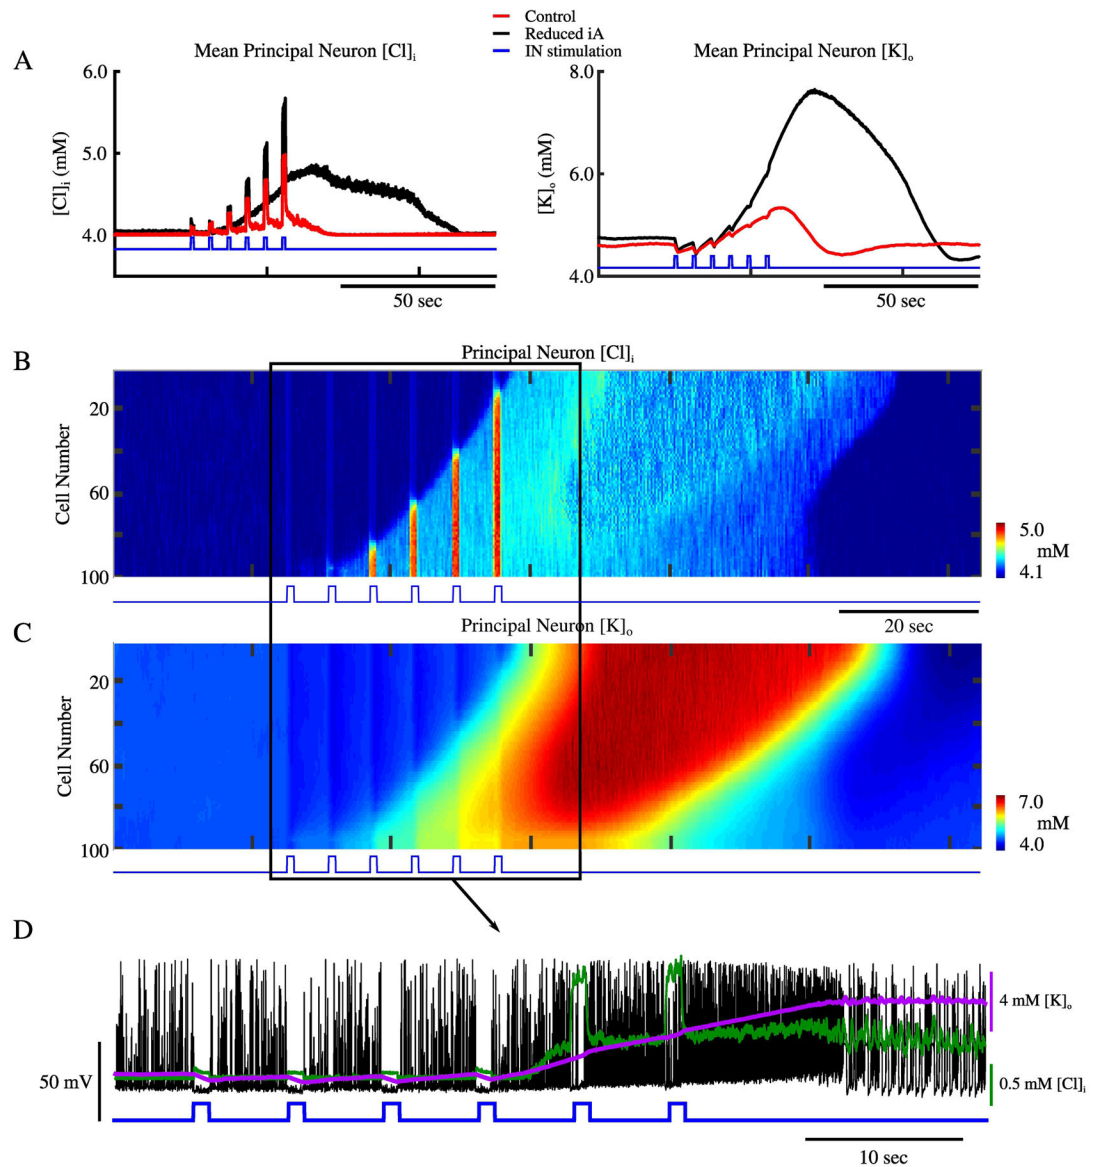 Control
Reduced iA
IN stimulation
A
Mean Principal Neuron [Cl]i
Mean Principal Neuron [K]o
6.0
5.0
4.0
[Cl]i (mM)
50 sec
8.0
6.0
4.0
[K]o (mM)
50 sec
B
Principal Neuron [Cl]i
20
60
100
Cell Number
5.0
mM
4.1
20 sec
C
Principal Neuron [K]o
20
60
100
Cell Number
7.0
mM
4.0
D
4 mM [K]o
50 mV
0.5 mM [Cl]i
10 sec